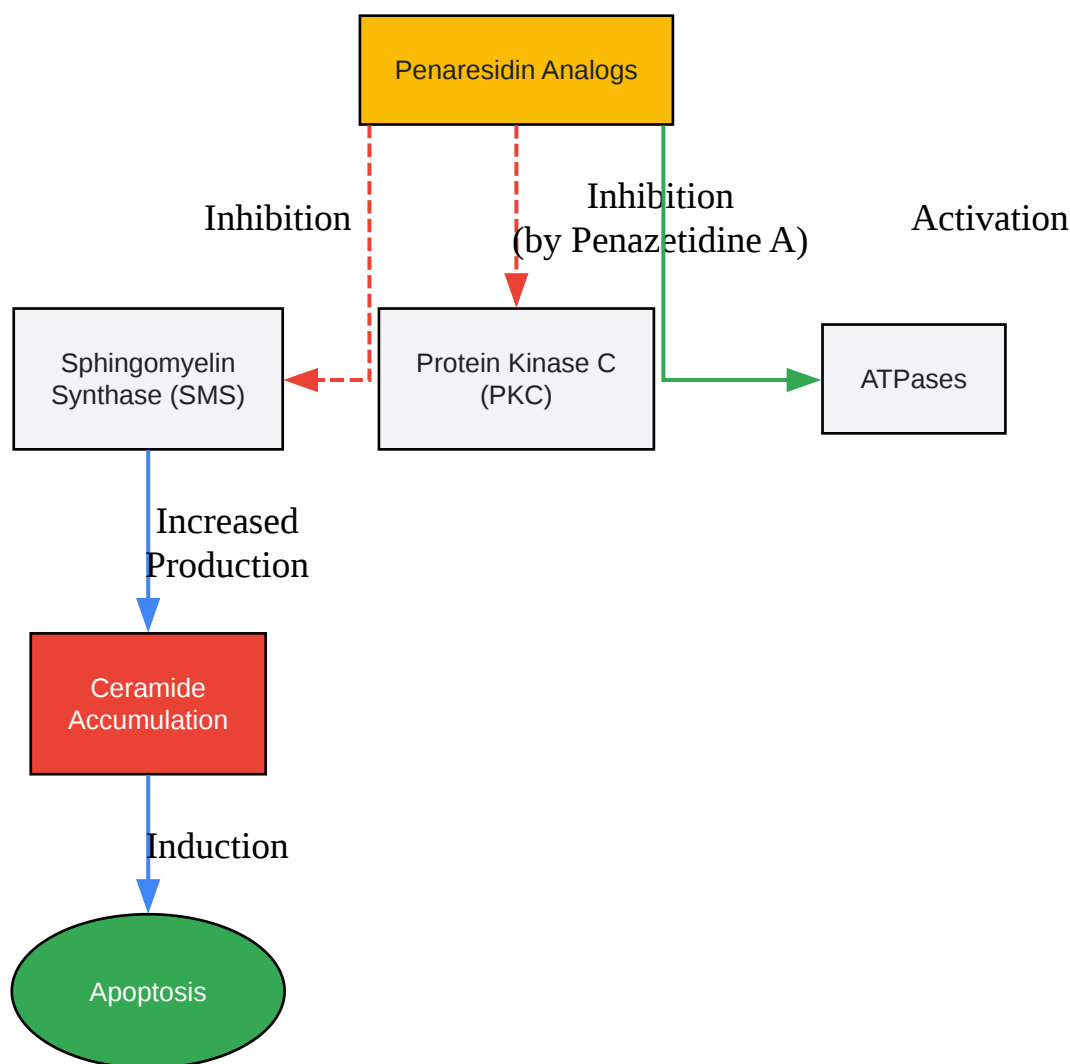 Penaresidin Analogs
Inhibition
Inhibition
(by Penazetidine A)
Activation
Sphingomyelin
Synthase (SMS)
Protein Kinase C
(PKC)
ATPases
Increased
Production
Ceramide
Accumulation
Induction
Apoptosis